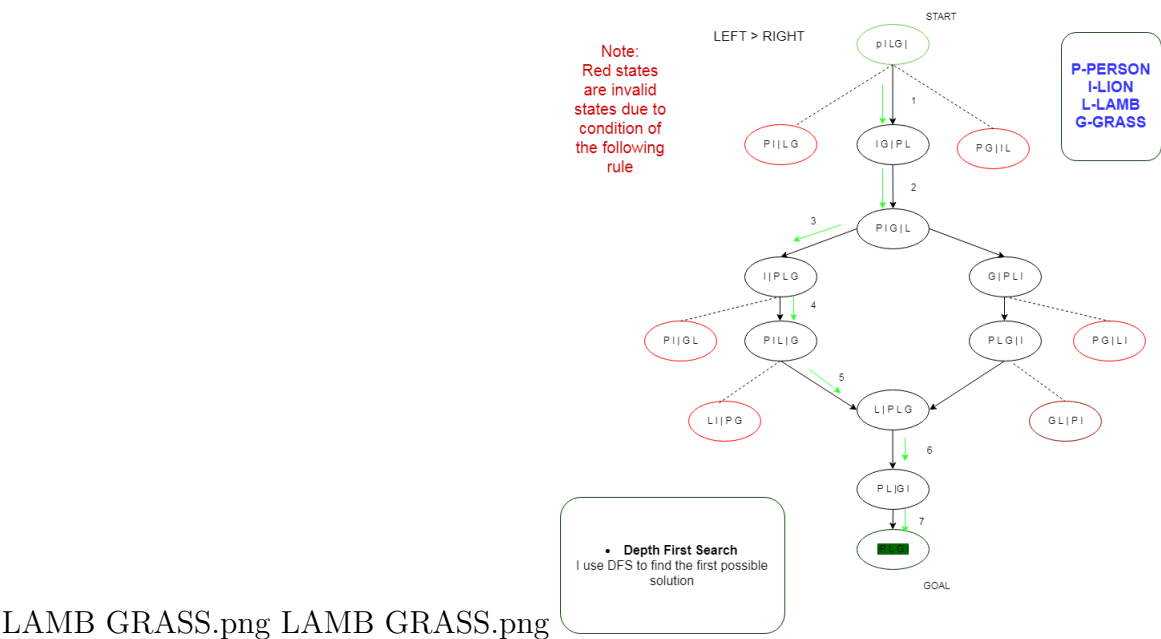 START
LEFT > RIGHT
p I LG |
Note:
Red states
are invalid
states due to
condition of
the following
rule
P-PERSON
I-LION
L-LAMB
G-GRASS
1
P I | L G
I G | P L
P G | I L
2
P I G | L
3
I | P L G
G | P L I
4
P I | G L
P I L | G
P L G | I
P G | L I
5
L I | P G
L | P L G
G L | P I
6
P L | G I
7
• Depth First Search
I use DFS to find the first possible
solution
P L G I
GOAL
LAMB GRASS.png LAMB GRASS.png